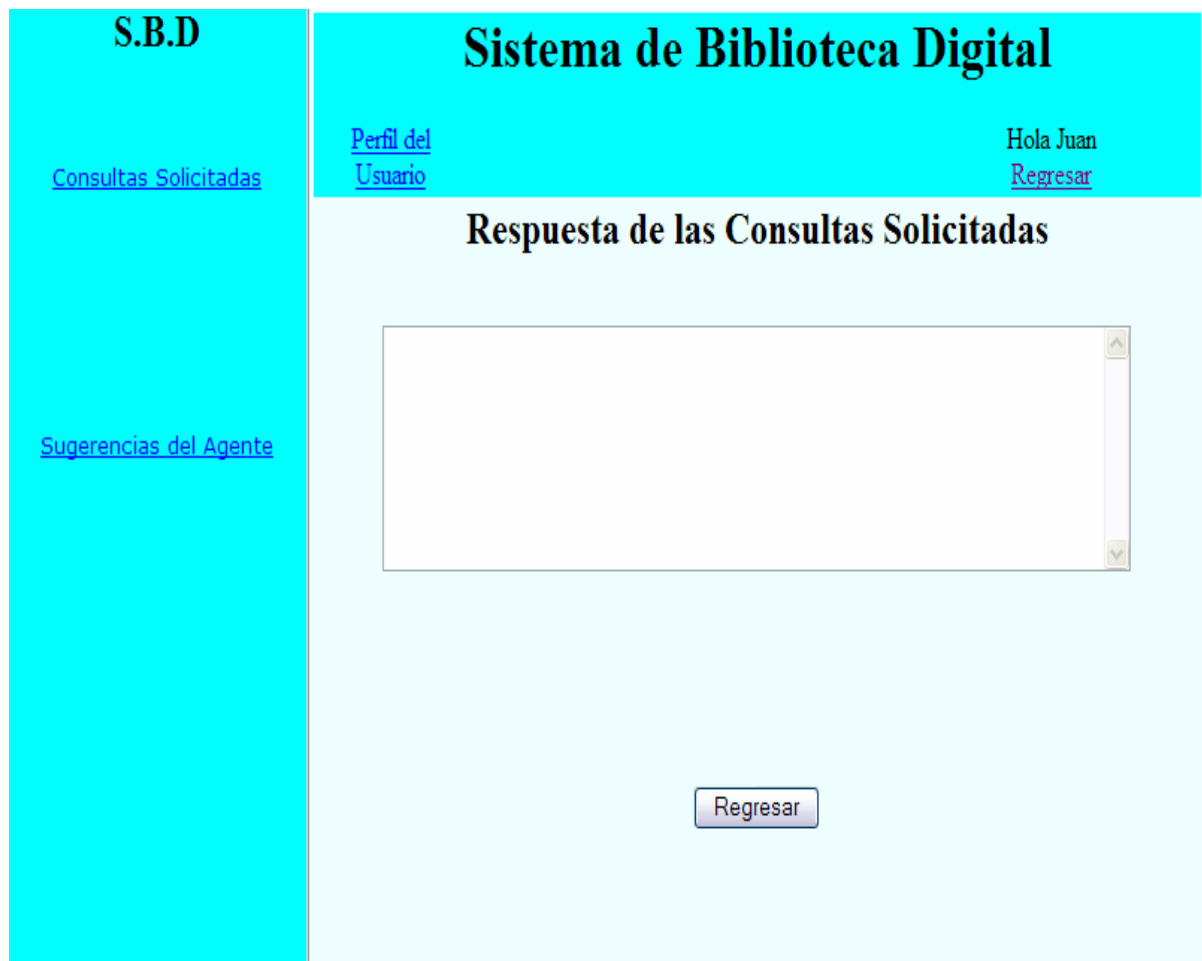 S.B.D
Consultas Solicitadas
Sugerencias del Agente
Sistema de Biblioteca Digital
Perfil del
Usuario
Hola Juan
Regresar
Respuesta de las Consultas Solicitadas
Regresar